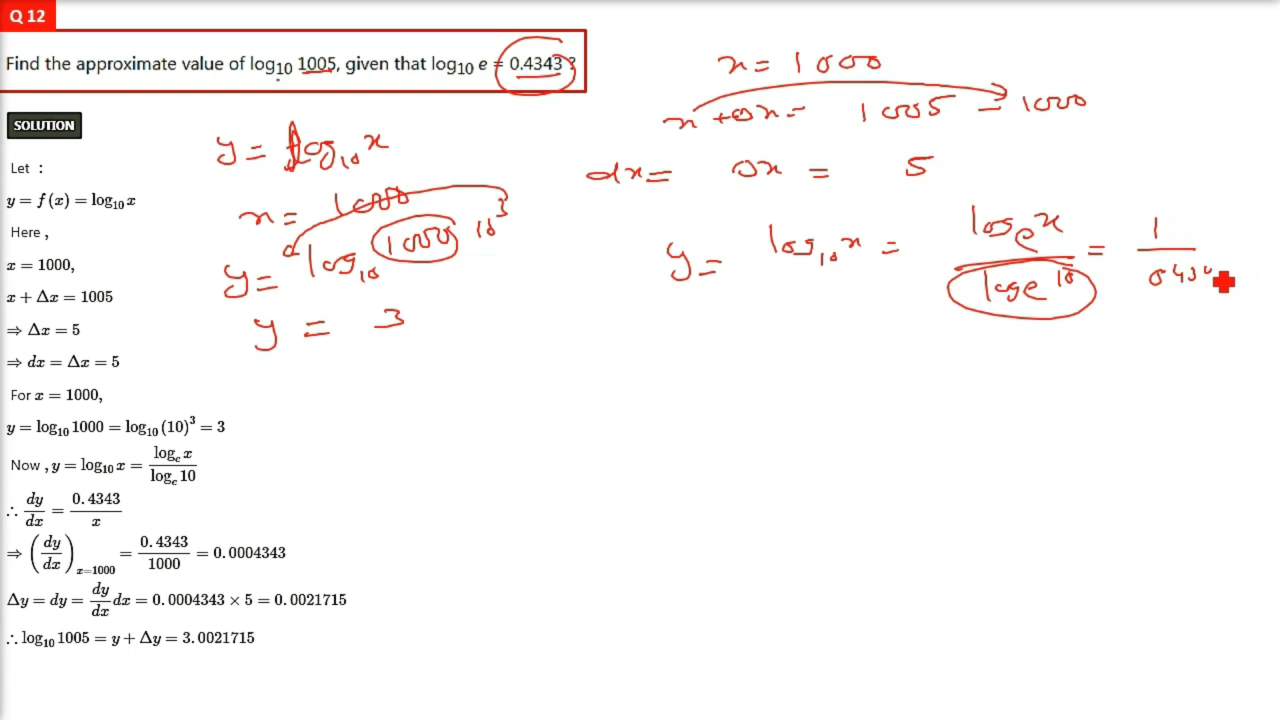 Q 12
Find the approximate value of log₁₀ 1005, given that log₁₀ e = 0.4343 ?
SOLUTION
Let :
y = f (x) = log₁₀ x
Here ,
x = 1000,
x + Δx = 1005
⇒ Δx = 5
⇒ dx = Δx = 5
For x = 1000,
y = log₁₀ 1000 = log₁₀ (10)³ = 3
Now , y = log₁₀ x = logₑ x / logₑ 10
∴ dy/dx = 0.4343/x
⇒ (dy/dx)ₓ₌₁₀₀₀ = 0.4343/1000 = 0.0004343
Δy = dy = dy/dx dx = 0.0004343 × 5 = 0.0021715
∴ log₁₀ 1005 = y + Δy = 3.0021715
y = log₁₀ x
x = 1000
y = log₁₀ 1000 10³
y = 3
x = 1000
x + Δx = 1005 - 1000
dx = Δx = 5
y = log₁₀ x = logₑ x / logₑ 10 = 1 /